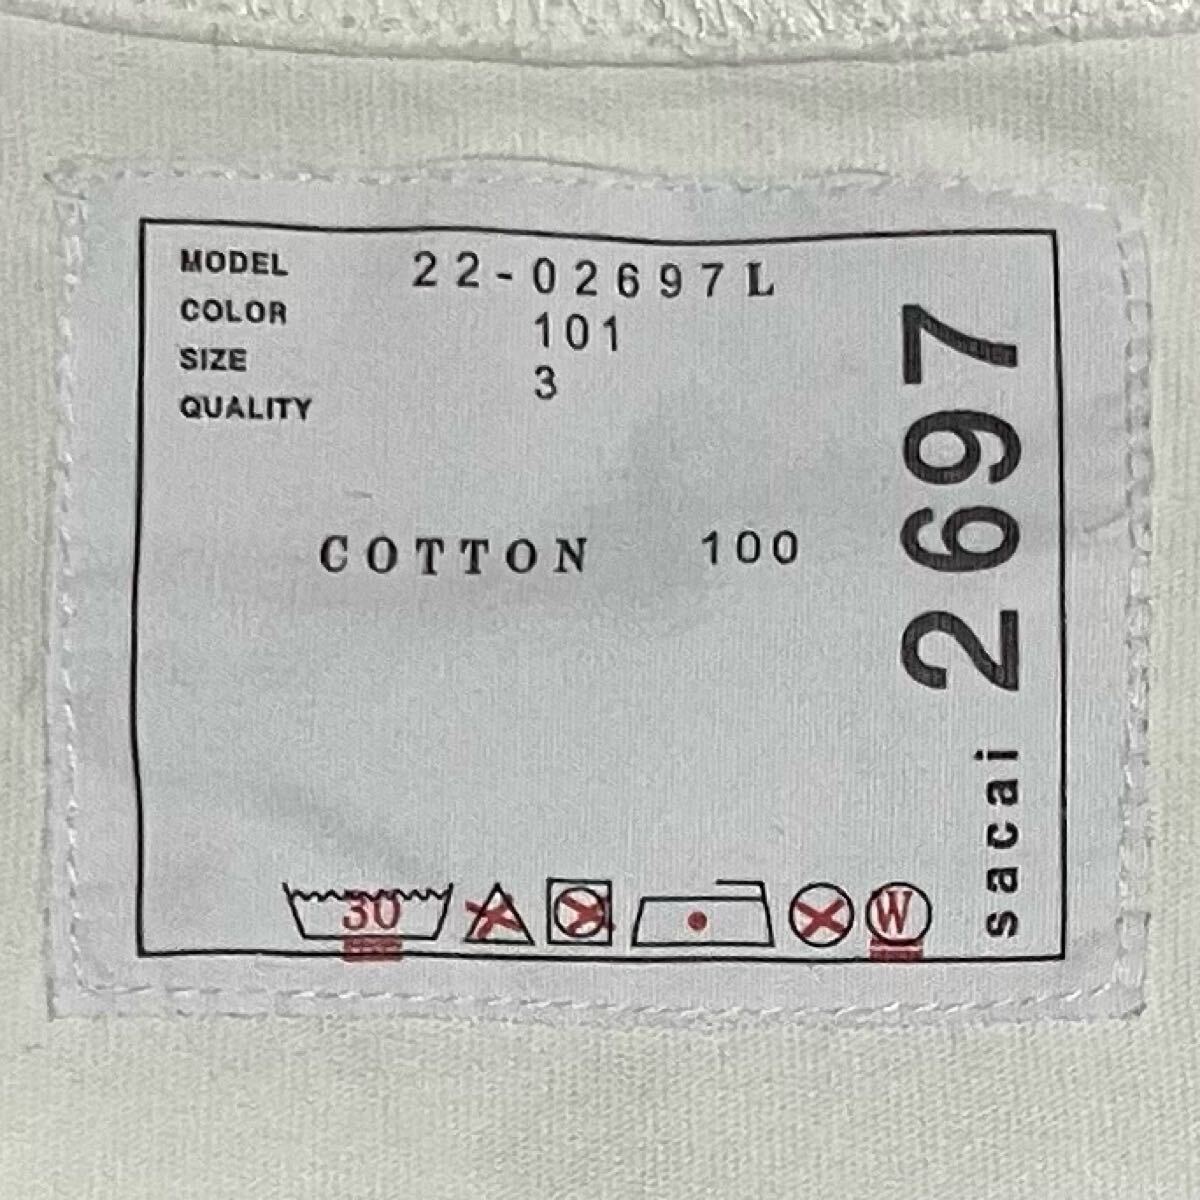 MODEL 22-02697L
COLOR 101
SIZE 3
QUALITY
COTTON 100
sacai 2697
30
W